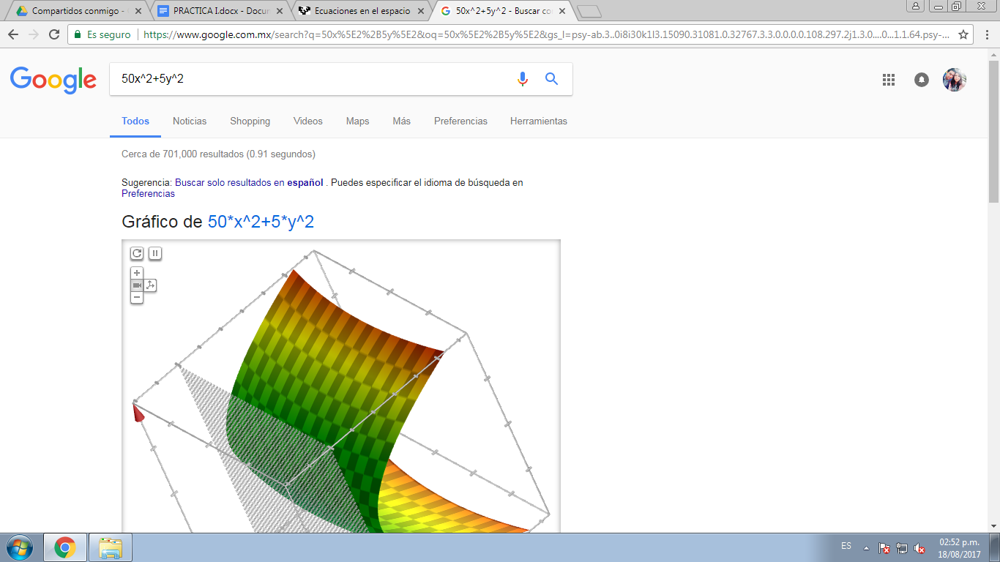 Compartidos conmigo -
PRACTICA I.docx - Docum
Ecuaciones en el espacio
50x^2+5y^2 - Buscar co
Es seguro
https://www.google.com.mx/search?q=50x%5E2%2B5y%5E2&oq=50x%5E2%2B5y%5E2&gs_l=psy-ab.3..0i8i30k1l3.15090.31081.0.32767.3.3.0.0.0.0.108.297.2j1.3.0....0...1.1.64.psy-...
Google
50x^2+5y^2
Todos
Noticias
Shopping
Videos
Maps
Más
Preferencias
Herramientas
Cerca de 701,000 resultados (0.91 segundos)
Sugerencia: Buscar solo resultados en español . Puedes especificar el idioma de búsqueda en
Preferencias
Gráfico de 50*x^2+5*y^2
ES
02:52 p.m.
18/08/2017